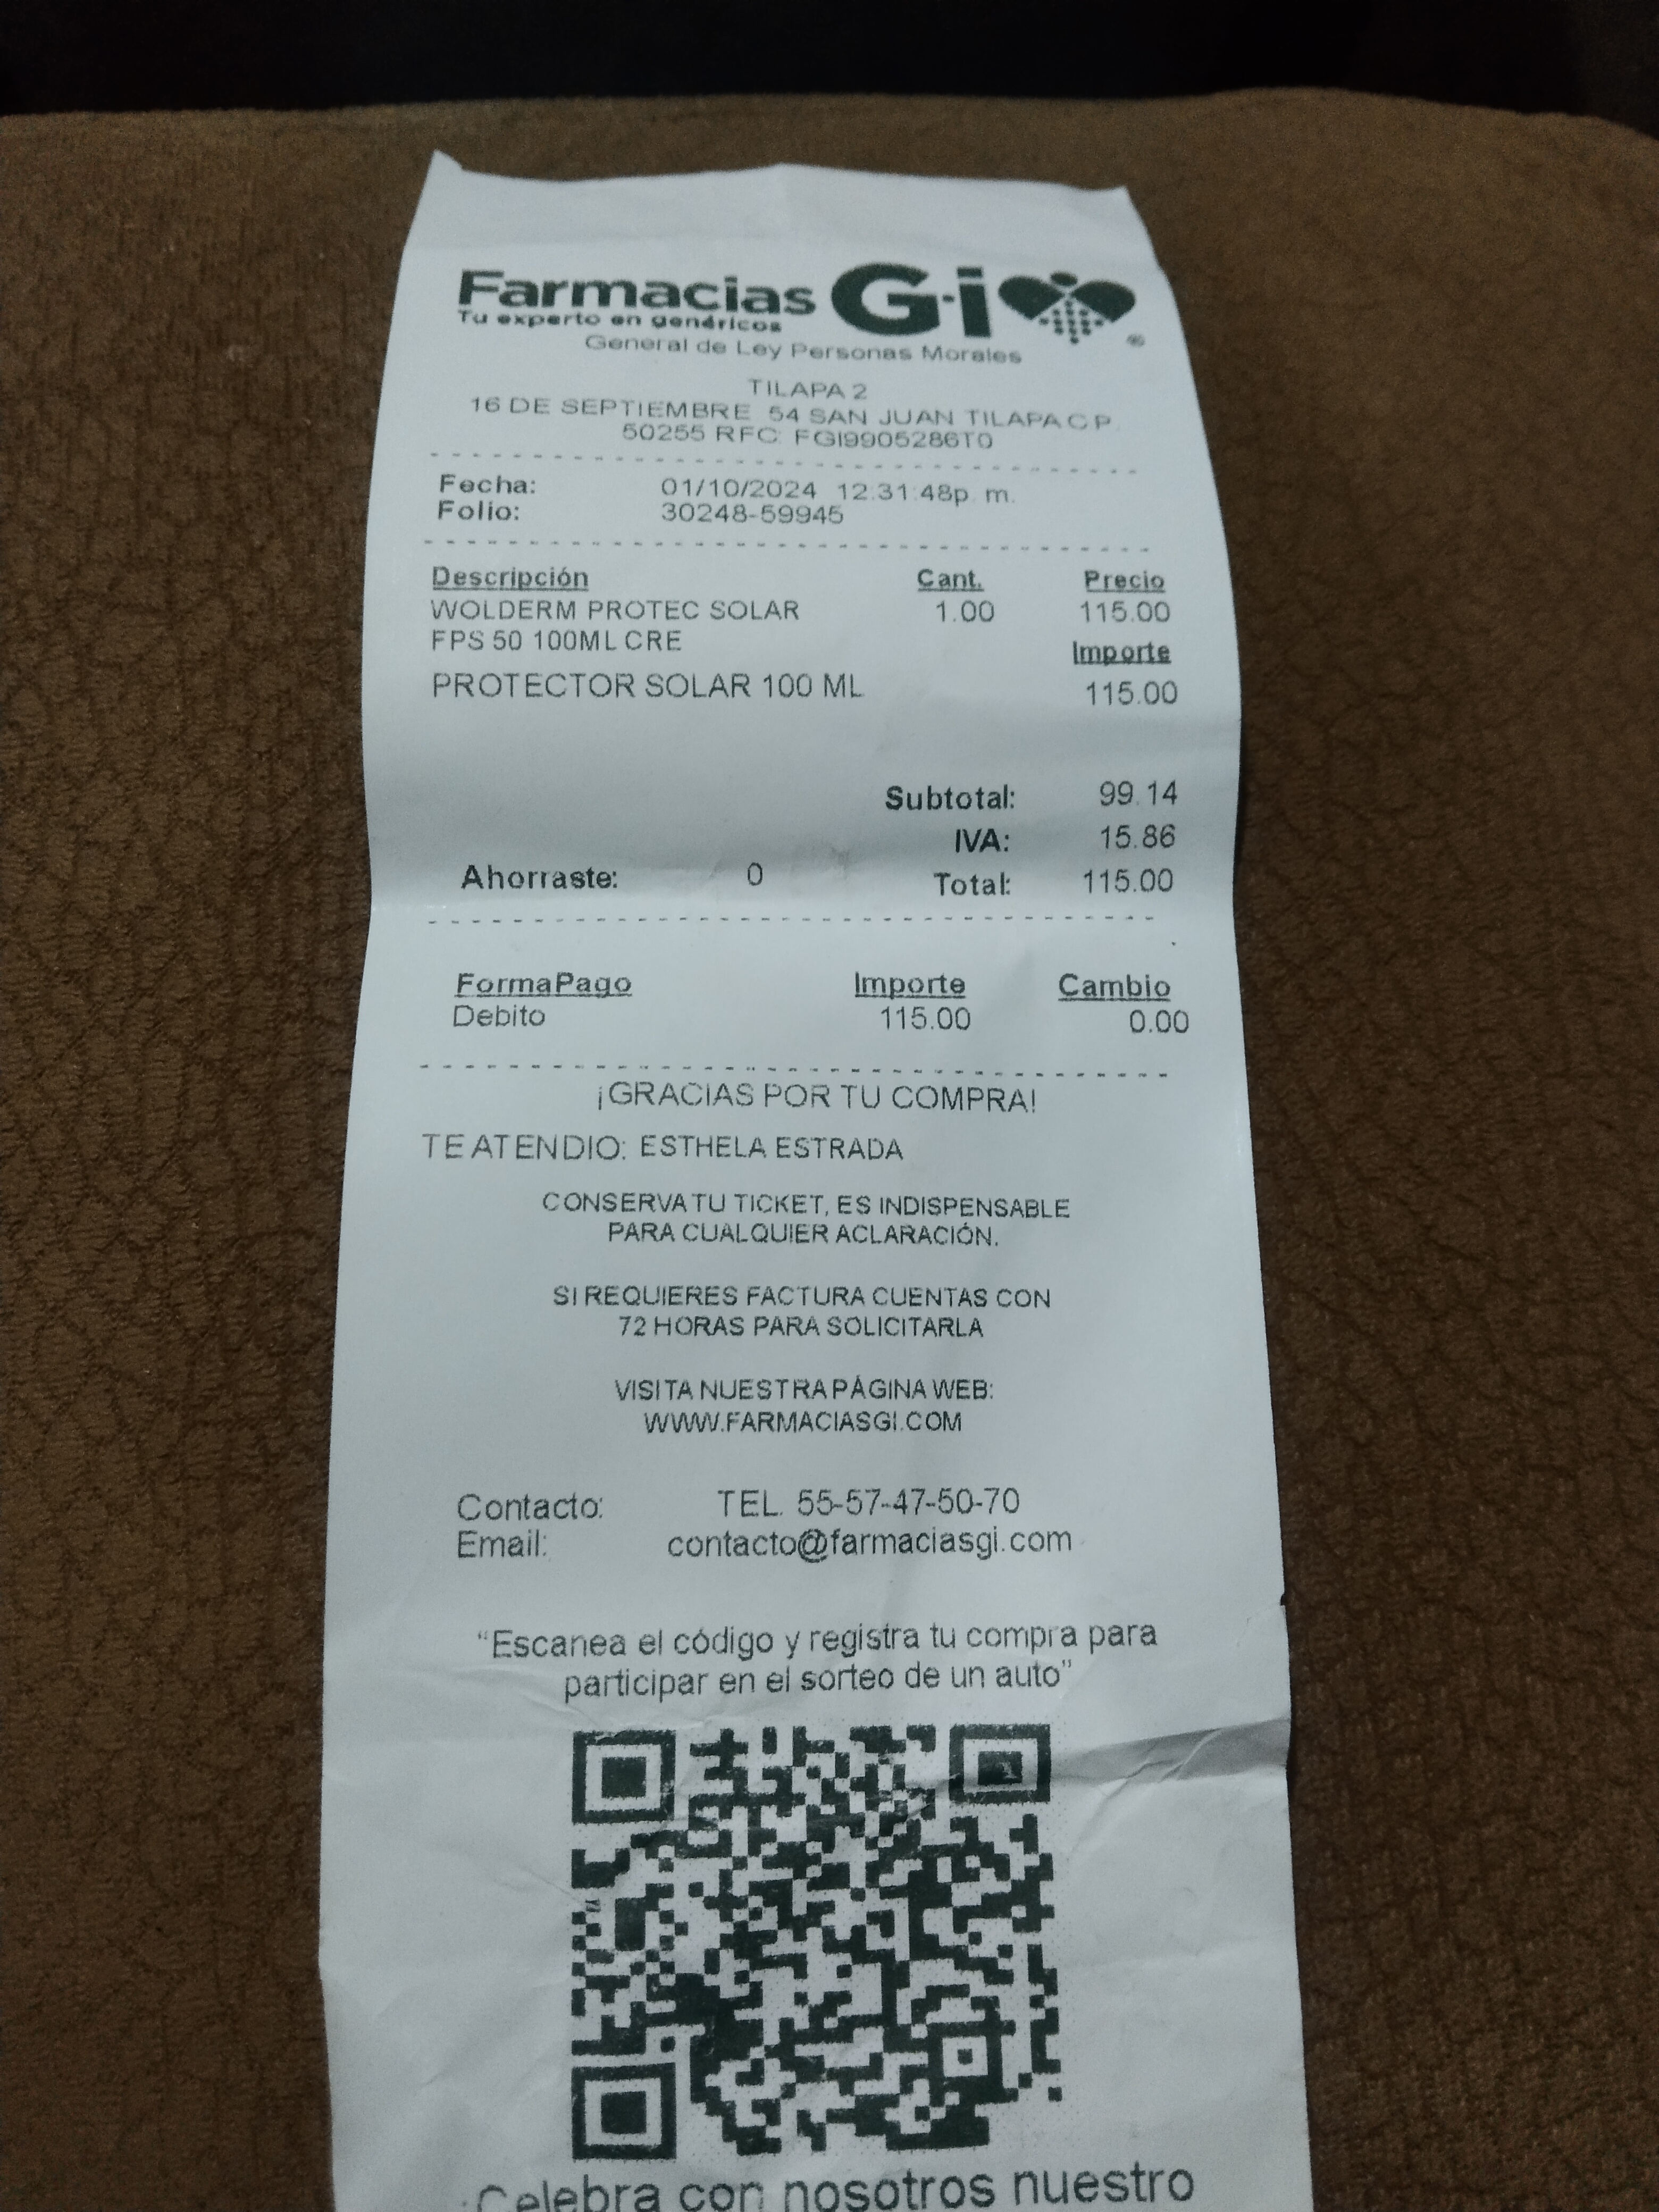 Farmacias G·i
Tu experto en genéricos
General de Ley Personas Morales
TILAPA 2
16 DE SEPTIEMBRE 54 SAN JUAN TILAPA C.P.
50255 RFC: FGI9905286T0
Fecha: 01/10/2024 12:31:48p. m.
Folio: 30248-59945
Descripción Cant. Precio
WOLDERM PROTEC SOLAR 1.00 115.00
FPS 50 100ML CRE
Importe
PROTECTOR SOLAR 100 ML 115.00
Subtotal: 99.14
IVA: 15.86
Ahorraste: 0 Total: 115.00
FormaPago Importe Cambio
Debito 115.00 0.00
¡GRACIAS POR TU COMPRA!
TE ATENDIO: ESTHELA ESTRADA
CONSERVA TU TICKET, ES INDISPENSABLE
PARA CUALQUIER ACLARACIÓN.
SI REQUIERES FACTURA CUENTAS CON
72 HORAS PARA SOLICITARLA
VISITA NUESTRA PÁGINA WEB:
WWW.FARMACIASGI.COM
Contacto: TEL. 55-57-47-50-70
Email: contacto@farmaciasgi.com
“Escanea el código y registra tu compra para
participar en el sorteo de un auto”
¡Celebra con nosotros nuestro